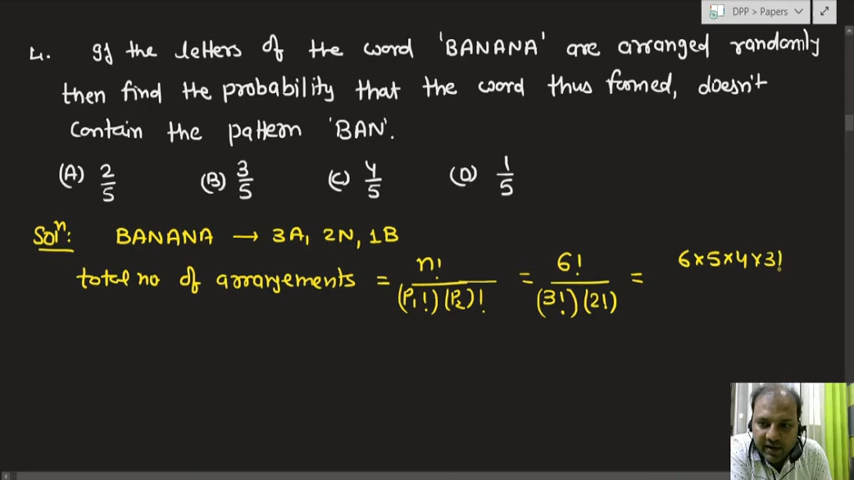 DPP > Papers
4. If the letters of the word 'BANANA' are arranged randomly
then find the probability that the word thus formed, doesn't
contain the pattern 'BAN'.
(A) 2/5 (B) 3/5 (C) 4/5 (D) 1/5
Solⁿ: BANANA → 3A, 2N, 1B
total no of arrangements = n!/(P₁!)(P₂)! = 6!/(3!)(2!) = 6×5×4×3!